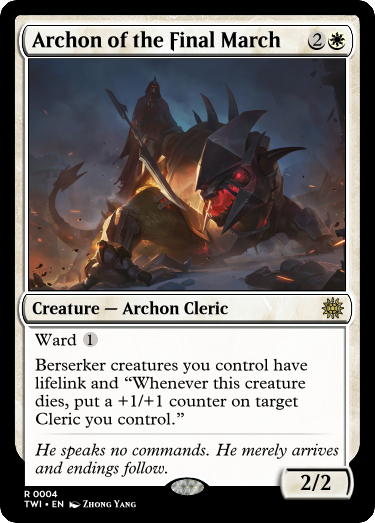 Archon of the Final March 2
Creature — Archon Cleric
Ward 1
Berserker creatures you control have
lifelink and “Whenever this creature
dies, put a +1/+1 counter on target
Cleric you control.”
He speaks no commands. He merely arrives
and endings follow.
2/2
R 0004
TWI • EN Zhong Yang